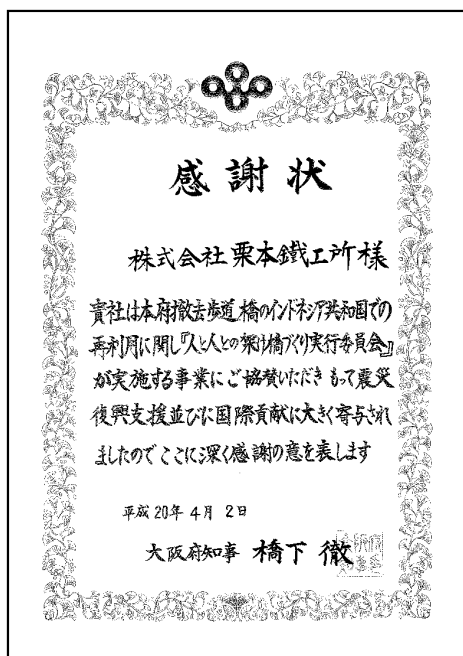 感謝状
株式会社栗本鐵工所様
貴社は本府撤去歩道橋のインドネシア共和国での
再利用に関し『人と人との架け橋づくり実行委員会』
が実施する事業にご協賛いただきもって震災
復興支援並びに国際貢献に大きく寄与され
ましたのでここに深く感謝の意を表します
平成20年4月2日
大阪府知事 橋下徹